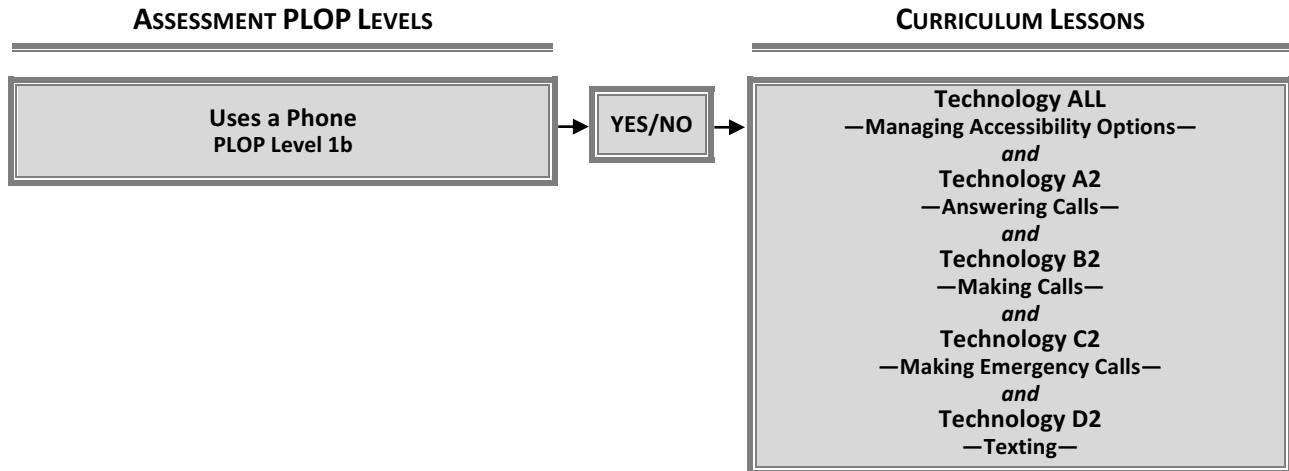 ASSESSMENT PLOP LEVELS
CURRICULUM LESSONS
Uses a Phone
PLOP Level 1b
YES/NO
Technology ALL
—Managing Accessibility Options—
and
Technology A2
—Answering Calls—
and
Technology B2
—Making Calls—
and
Technology C2
—Making Emergency Calls—
and
Technology D2
—Texting—